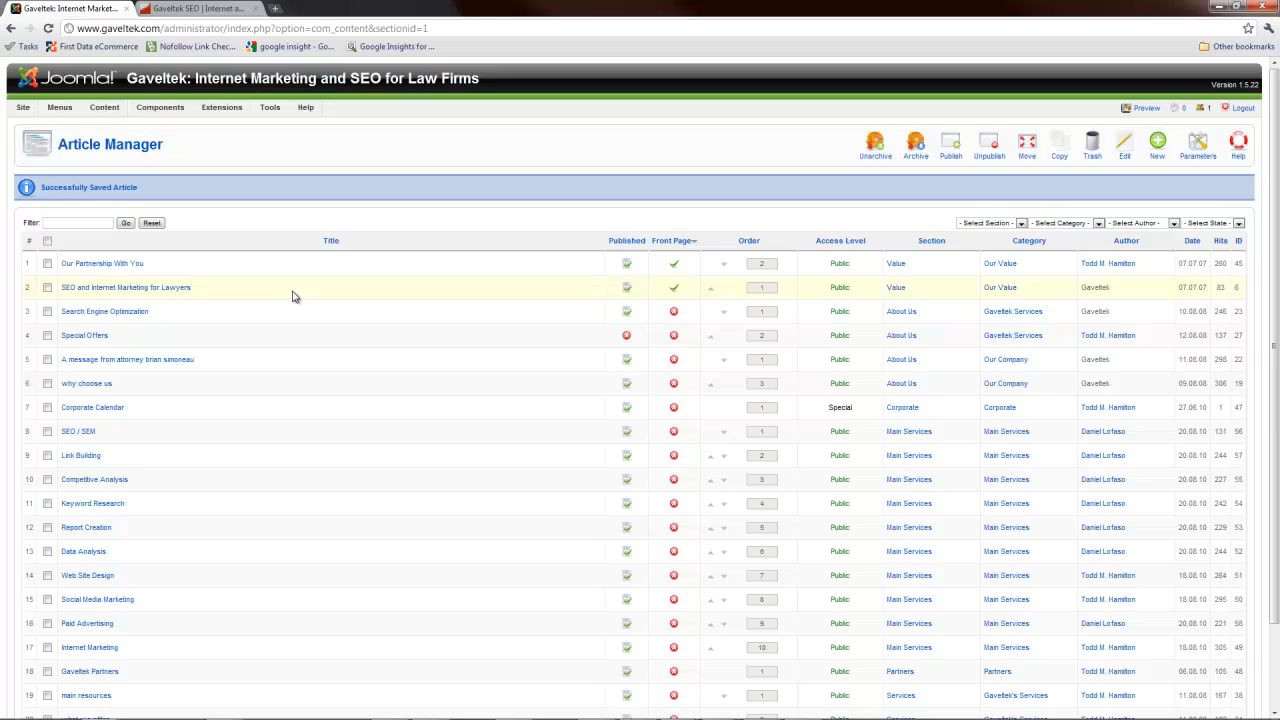 Gaveltek: Internet Market...
Gaveltek SEO | Internet a...
www.gaveltek.com/administrator/index.php?option=com_content&sectionid=1
Tasks First Data eCommerce Nofollow Link Chec... google insight - Go... Google Insights for... Other bookmarks
Joomla! Gaveltek: Internet Marketing and SEO for Law Firms
Version 1.5.22
Site Menus Content Components Extensions Tools Help Preview 0 1 Logout
Article Manager
Unarchive Archive Publish Unpublish Move Copy Trash Edit New Parameters Help
Successfully Saved Article
Filter: Go Reset - Select Section - - Select Category - - Select Author - - Select State -
# Title Published Front Page Order Access Level Section Category Author Date Hits ID
1 Our Partnership With You 2 Public Value Our Value Todd M. Hamilton 07.07.07 260 45
2 SEO and Internet Marketing for Lawyers 1 Public Value Our Value Gaveltek 07.07.07 83 6
3 Search Engine Optimization 1 Public About Us Gaveltek Services Gaveltek 10.08.08 246 23
4 Special Offers 2 Public About Us Gaveltek Services Todd M. Hamilton 12.08.08 137 27
5 A message from attorney brian simoneau 1 Public About Us Our Company Gaveltek 11.08.08 298 22
6 why choose us 3 Public About Us Our Company Gaveltek 09.08.08 306 19
7 Corporate Calendar 1 Special Corporate Corporate Todd M. Hamilton 27.06.10 1 47
8 SEO / SEM 1 Public Main Services Main Services Daniel Lofaso 20.08.10 131 56
9 Link Building 2 Public Main Services Main Services Daniel Lofaso 20.08.10 244 57
10 Competitive Analysis 3 Public Main Services Main Services Daniel Lofaso 20.08.10 227 55
11 Keyword Research 4 Public Main Services Main Services Daniel Lofaso 20.08.10 242 54
12 Report Creation 5 Public Main Services Main Services Daniel Lofaso 20.08.10 229 53
13 Data Analysis 6 Public Main Services Main Services Daniel Lofaso 20.08.10 244 52
14 Web Site Design 7 Public Main Services Main Services Todd M. Hamilton 18.08.10 264 51
15 Social Media Marketing 8 Public Main Services Main Services Todd M. Hamilton 18.08.10 295 50
16 Paid Advertising 9 Public Main Services Main Services Daniel Lofaso 20.08.10 221 58
17 Internet Marketing 10 Public Main Services Main Services Todd M. Hamilton 18.08.10 305 49
18 Gaveltek Partners 1 Public Partners Partners Todd M. Hamilton 06.08.10 105 48
19 main resources 1 Public Services Gaveltek's Services Todd M. Hamilton 11.08.08 167 38